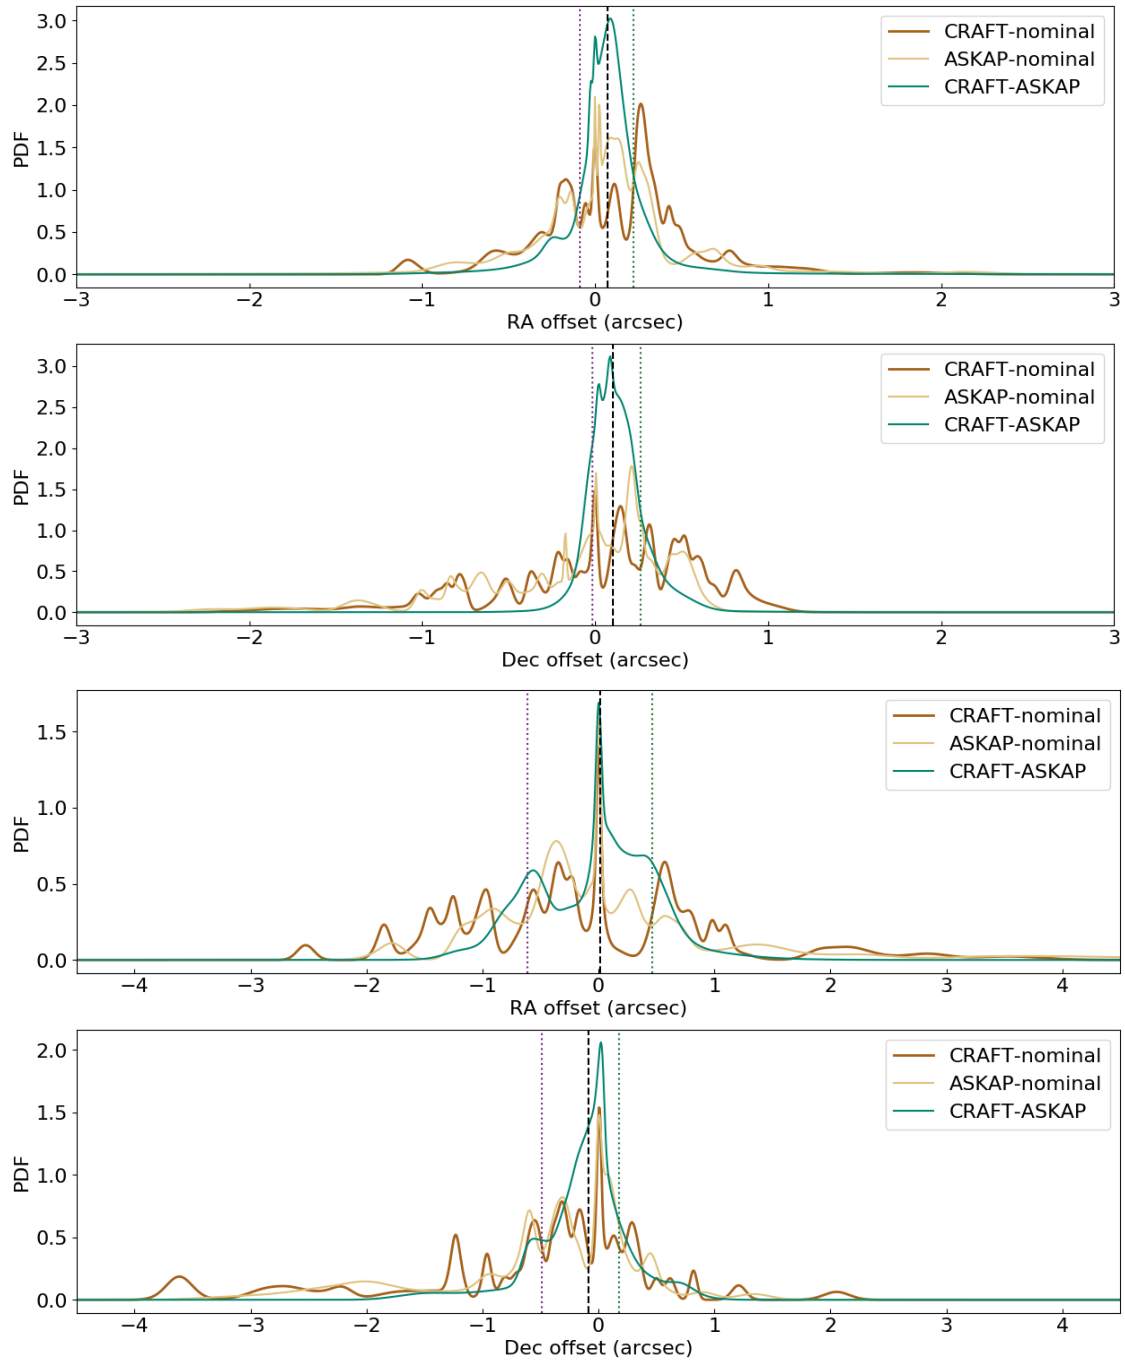 CRAFT-nominal
ASKAP-nominal
CRAFT-ASKAP
PDF
3.0
2.5
2.0
1.5
1.0
0.5
0.0
−3 −2 −1 0 1 2 3
RA offset (arcsec)
CRAFT-nominal
ASKAP-nominal
CRAFT-ASKAP
PDF
3.0
2.5
2.0
1.5
1.0
0.5
0.0
−3 −2 −1 0 1 2 3
Dec offset (arcsec)
CRAFT-nominal
ASKAP-nominal
CRAFT-ASKAP
PDF
1.5
1.0
0.5
0.0
−4 −3 −2 −1 0 1 2 3 4
RA offset (arcsec)
CRAFT-nominal
ASKAP-nominal
CRAFT-ASKAP
PDF
2.0
1.5
1.0
0.5
0.0
−4 −3 −2 −1 0 1 2 3 4
Dec offset (arcsec)